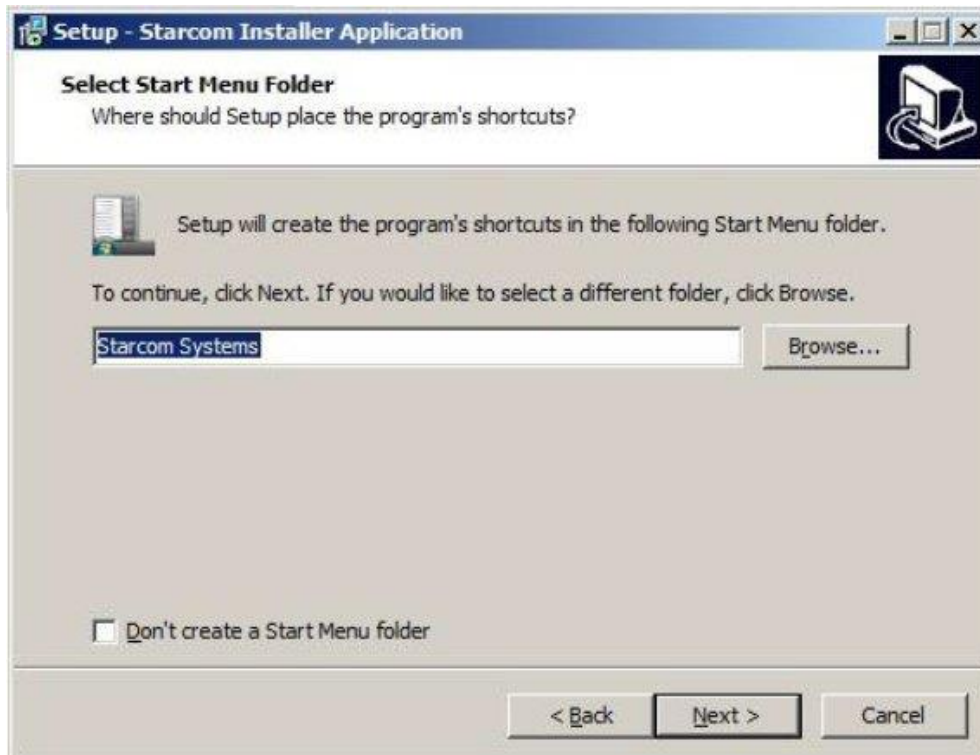 Setup - Starcom Installer Application
Select Start Menu Folder
Where should Setup place the program's shortcuts?
Setup will create the program's shortcuts in the following Start Menu folder.
To continue, click Next. If you would like to select a different folder, click Browse.
Starcom Systems
Browse...
Don't create a Start Menu folder
< Back
Next >
Cancel